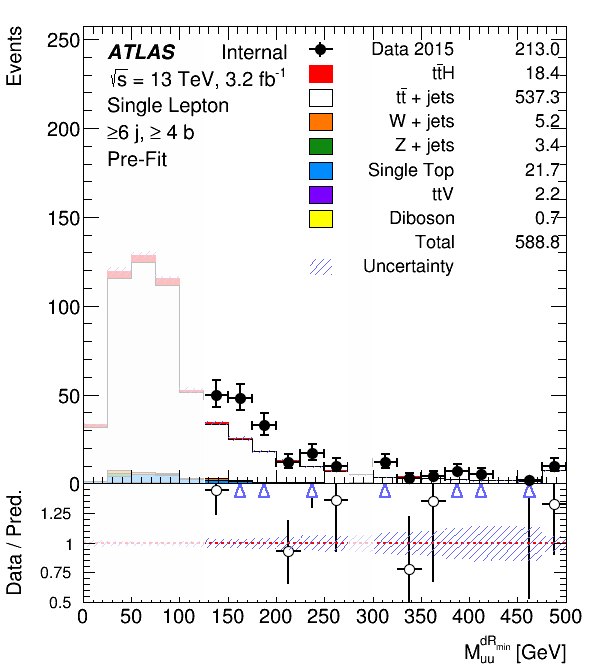 Events
250
200
150
100
50
0
ATLAS Internal
√s = 13 TeV, 3.2 fb⁻¹
Single Lepton
≥6 j, ≥ 4 b
Pre-Fit
Data 2015 213.0
tt̄H 18.4
tt̄ + jets 537.3
W + jets 5.2
Z + jets 3.4
Single Top 21.7
ttV 2.2
Diboson 0.7
Total 588.8
Uncertainty
Data / Pred.
1.25
1
0.75
0.5
0 50 100 150 200 250 300 350 400 450 500
M_uu^dR_min [GeV]